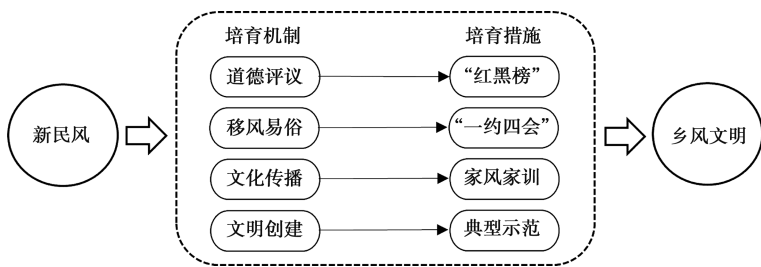 培育机制 培育措施
道德评议 “红黑榜”
移风易俗 “一约四会”
新民风 乡风文明
文化传播 家风家训
文明创建 典型示范